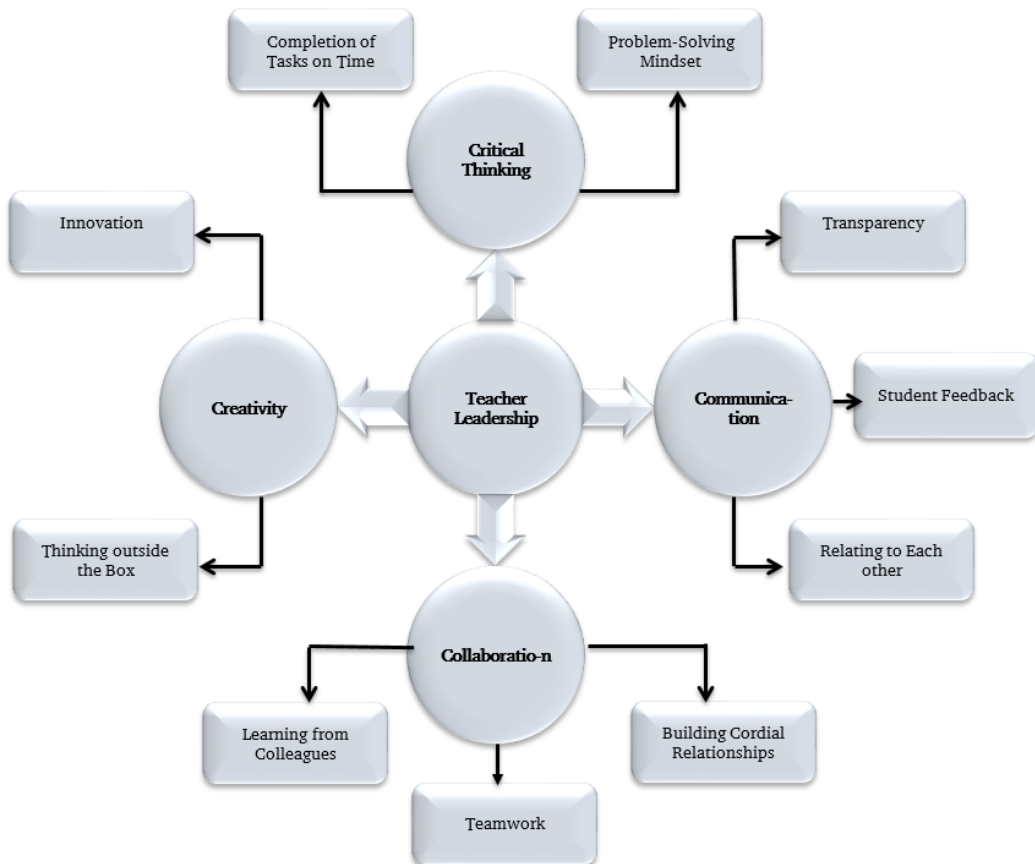 Completion of
Tasks on Time
Problem-Solving
Mindset
Critical
Thinking
Innovation
Transparency
Creativity
Teacher
Leadership
Communica-
tion
Student Feedback
Thinking outside
the Box
Relating to Each
other
Collaboratio-n
Learning from
Colleagues
Building Cordial
Relationships
Teamwork